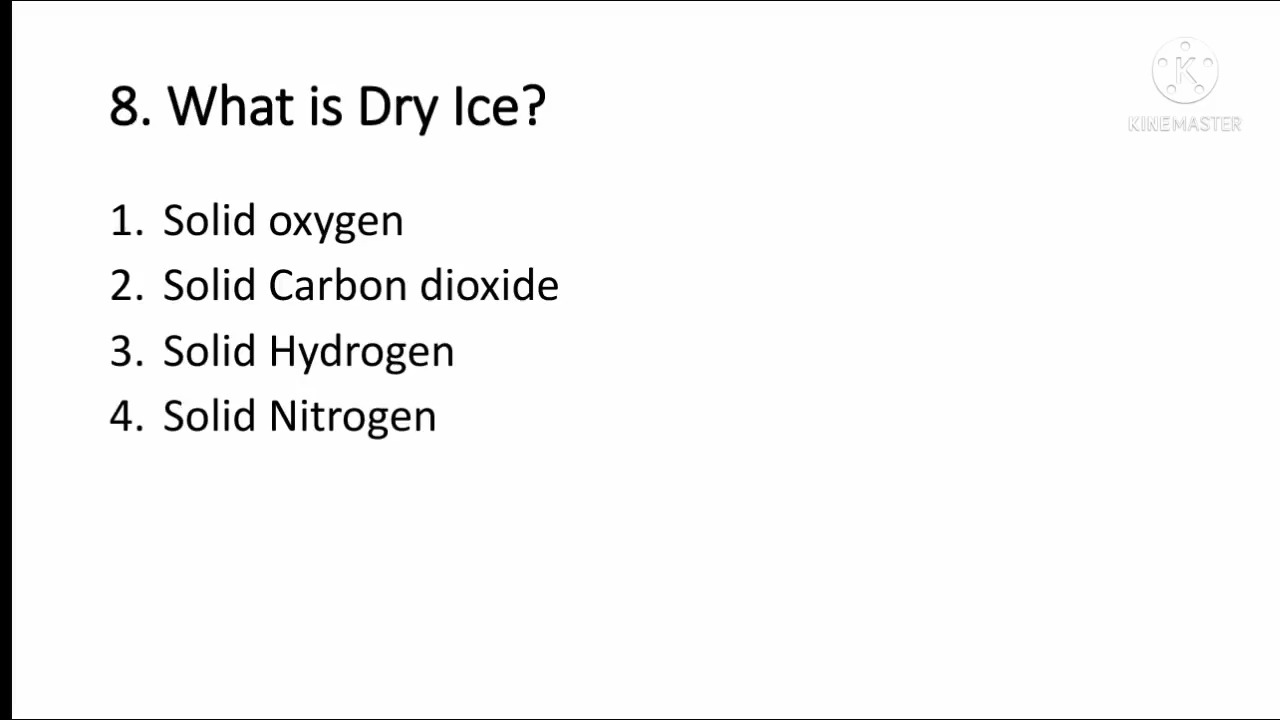 8. What is Dry Ice?
KINEMASTER
1. Solid oxygen
2. Solid Carbon dioxide
3. Solid Hydrogen
4. Solid Nitrogen